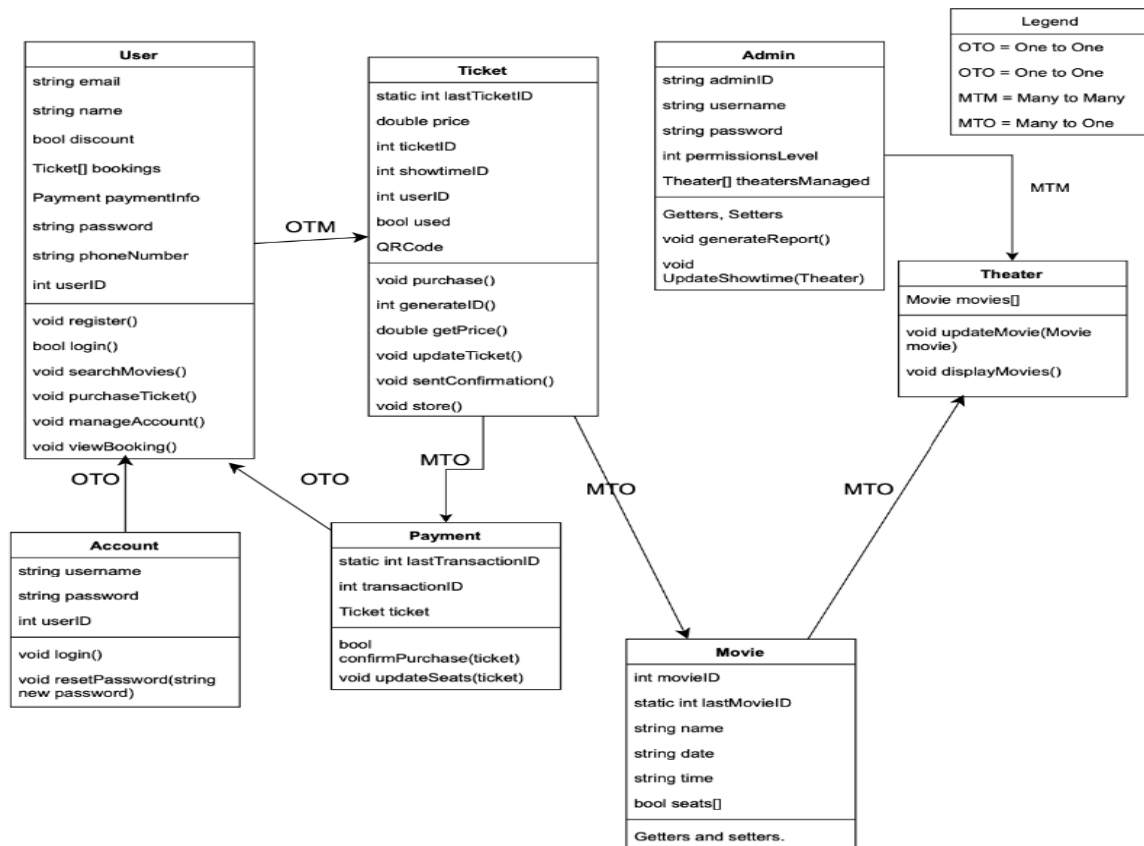 User
string email
string name
bool discount
Ticket[] bookings
Payment paymentInfo
string password
string phoneNumber
int userID
void register()
bool login()
void searchMovies()
void purchaseTicket()
void manageAccount()
void viewBooking()
OTM
Ticket
static int lastTicketID
double price
int ticketID
int showtimeID
int userID
bool used
QRCode
void purchase()
int generateID()
double getPrice()
void updateTicket()
void sentConfirmation()
void store()
Admin
string adminID
string username
string password
int permissionsLevel
Theater[] theatersManaged
Getters, Setters
void generateReport()
void
UpdateShowtime(Theater)
Legend
OTO = One to One
OTO = One to One
MTM = Many to Many
MTO = Many to One
MTM
Theater
Movie movies[]
void updateMovie(Movie
movie)
void displayMovies()
OTO
OTO
MTO
MTO
MTO
Account
string username
string password
int userID
void login()
void resetPassword(string
new password)
Payment
static int lastTransactionID
int transactionID
Ticket ticket
bool
confirmPurchase(ticket)
void updateSeats(ticket)
Movie
int movieID
static int lastMovieID
string name
string date
string time
bool seats[]
Getters and setters.